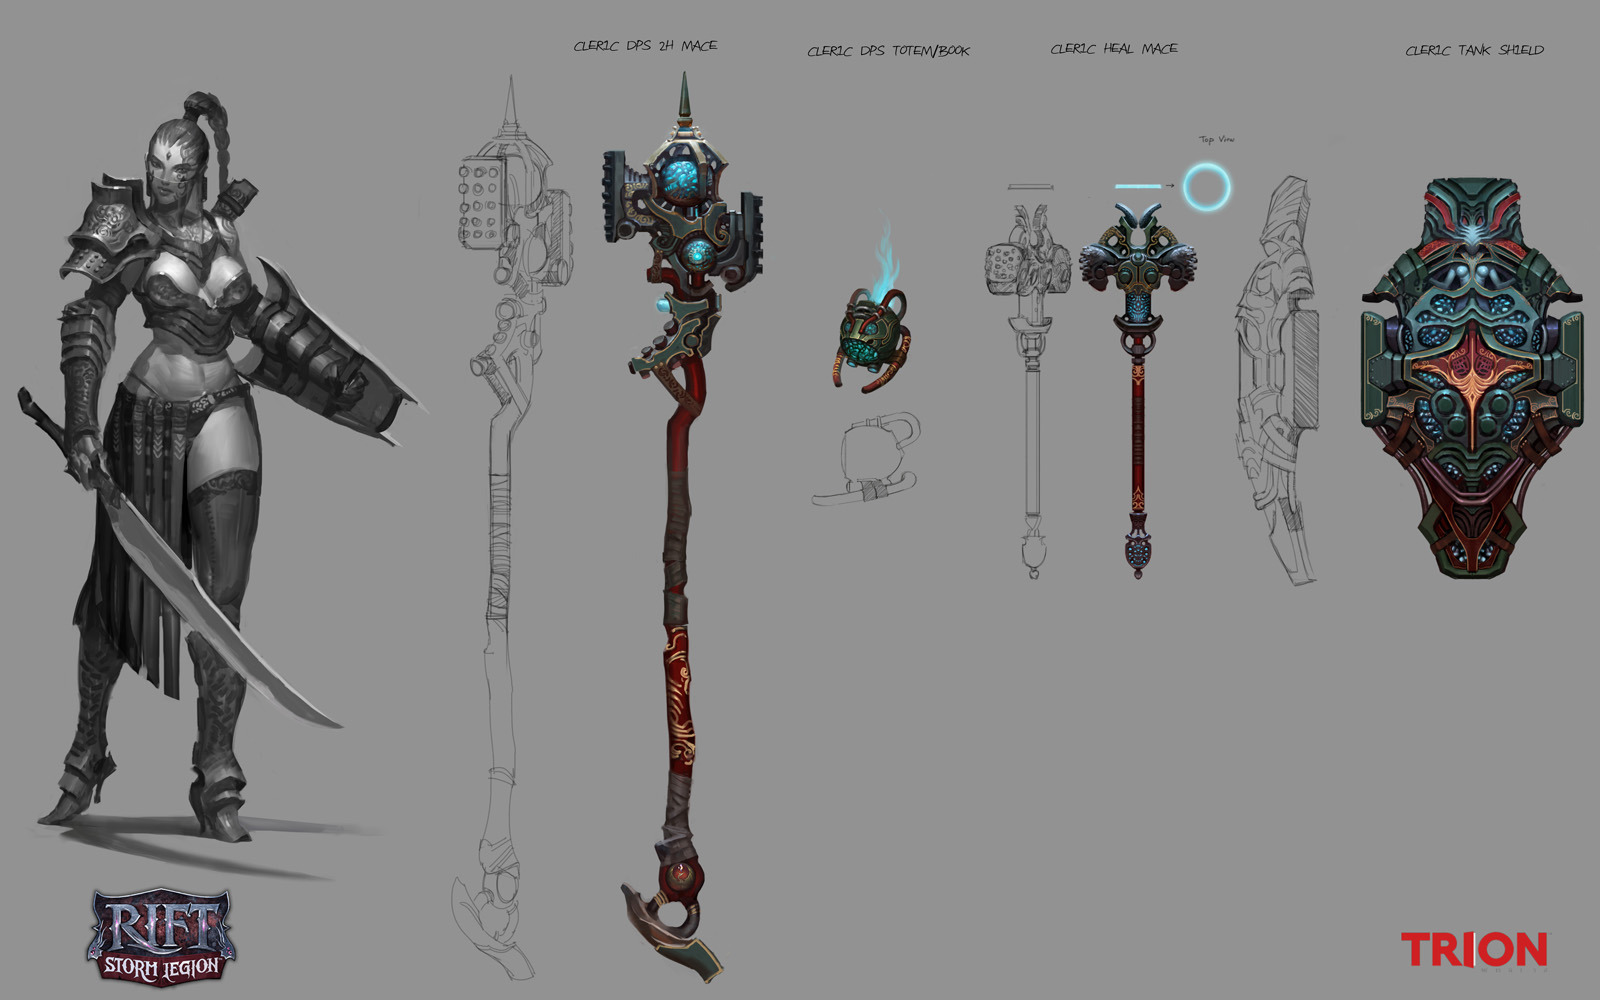 CLERIC DPS 2H MACE
CLERIC DPS TOTEM/BOOK
CLERIC HEAL MACE
CLERIC TANK SHIELD
Top View
RIFT
STORM LEGION
TRION
WORLDS